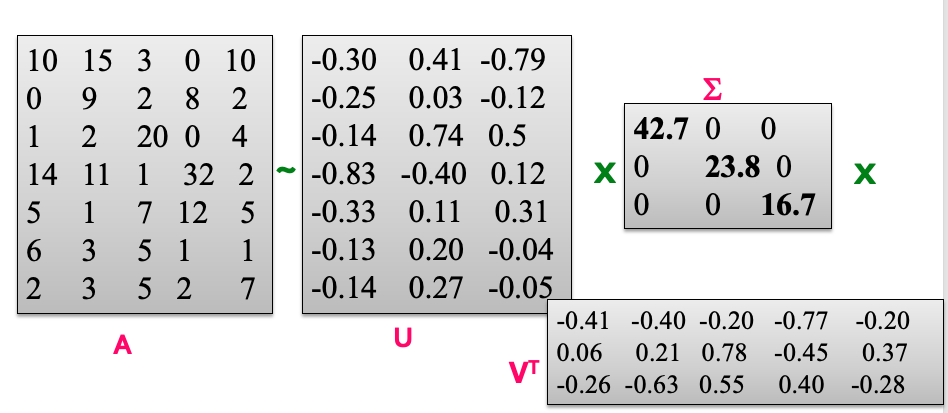 10 15 3 0 10
0 9 2 8 2
1 2 20 0 4
14 11 1 32 2
5 1 7 12 5
6 3 5 1 1
2 3 5 2 7
A
~
-0.30 0.41 -0.79
-0.25 0.03 -0.12
-0.14 0.74 0.5
-0.83 -0.40 0.12
-0.33 0.11 0.31
-0.13 0.20 -0.04
-0.14 0.27 -0.05
U
x
Σ
42.7 0 0
0 23.8 0
0 0 16.7
x
VT
-0.41 -0.40 -0.20 -0.77 -0.20
0.06 0.21 0.78 -0.45 0.37
-0.26 -0.63 0.55 0.40 -0.28